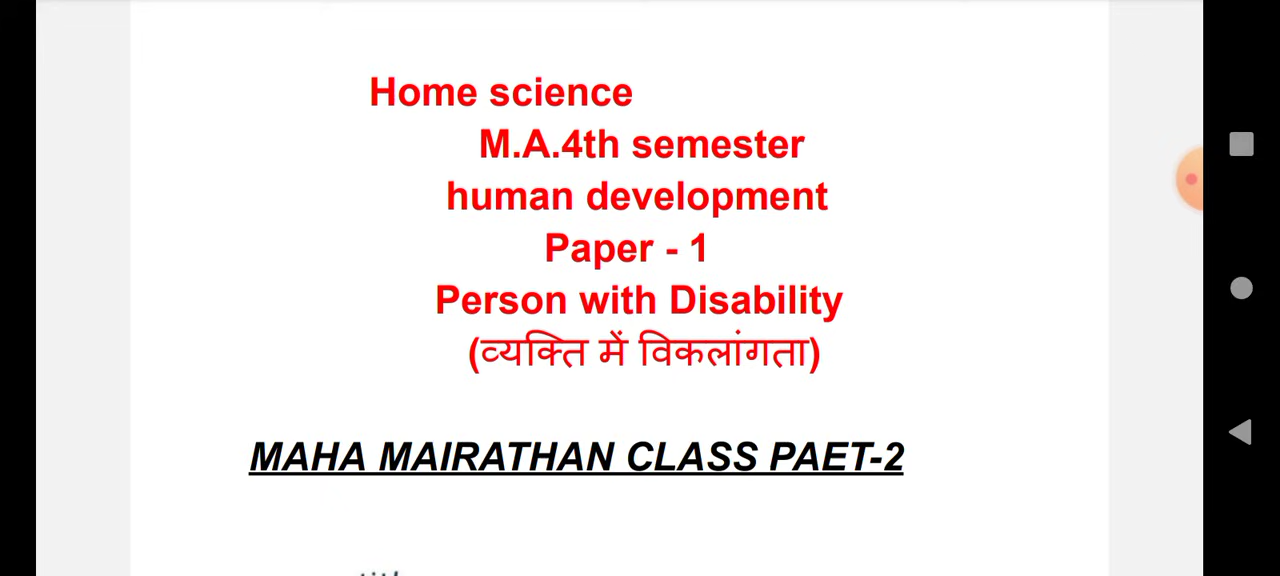 Home science
M.A.4th semester
human development
Paper - 1
Person with Disability
(व्यक्ति में विकलांगता)
MAHA MAIRATHAN CLASS PAET-2